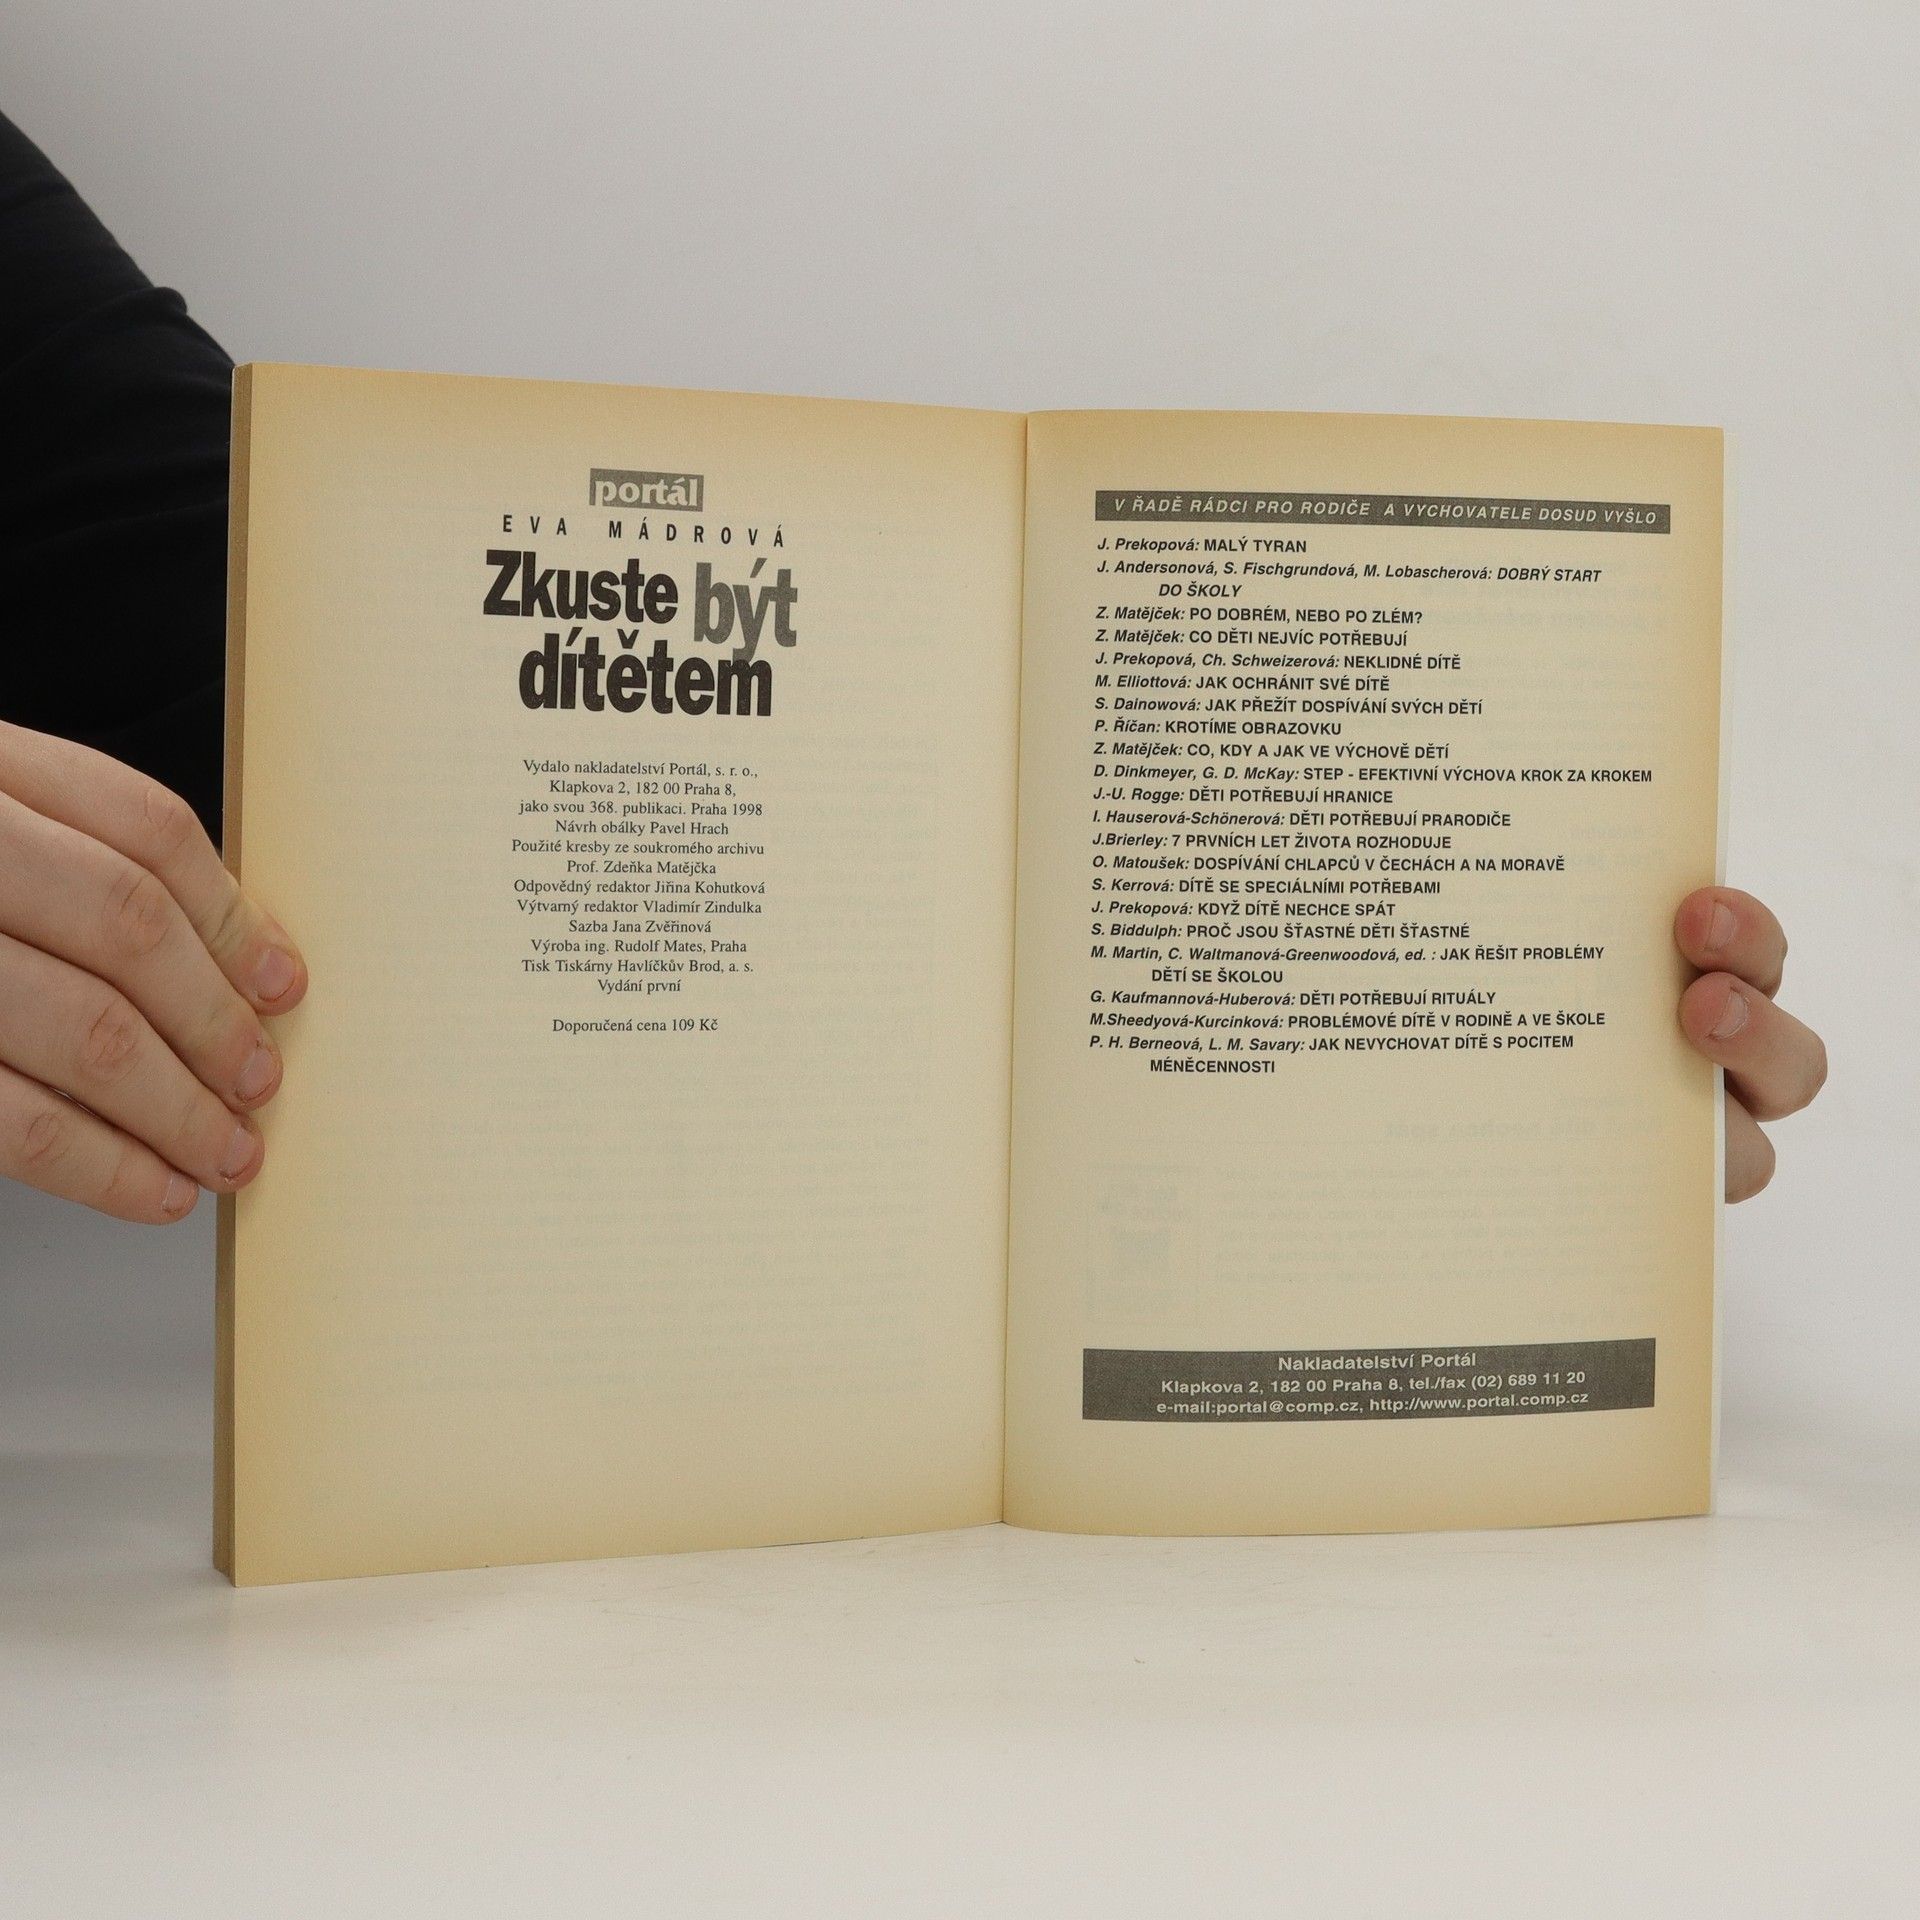 portál
EVA MÁDROVÁ
Zkuste být
dítětem
Vydalo nakladatelství Portál, s. r. o.,
Klapkova 2, 182 00 Praha 8,
jako svou 368. publikaci. Praha 1998
Návrh obálky Pavel Hrach
Použité kresby ze soukromého archivu
Prof. Zdeňka Matějčka
Odpovědný redaktor Jiřina Kohutková
Výtvarný redaktor Vladimír Zindulka
Sazba Jana Zvěřinová
Výroba ing. Rudolf Mates, Praha
Tisk Tiskárny Havlíčkův Brod, a. s.
Vydání první
Doporučená cena 109 Kč
V ŘADĚ RÁDCI PRO RODIČE A VYCHOVATELE DOSUD VYŠLO
J. Prekopová: MALÝ TYRAN
J. Andersonová, S. Fischgrundová, M. Lobascherová: DOBRÝ START
DO ŠKOLY
Z. Matějček: PO DOBRÉM, NEBO PO ZLÉM?
Z. Matějček: CO DĚTI NEJVÍC POTŘEBUJÍ
J. Prekopová, Ch. Schweizerová: NEKLIDNÉ DÍTĚ
M. Elliottová: JAK OCHRÁNIT SVÉ DÍTĚ
S. Dainowová: JAK PŘEŽÍT DOSPÍVÁNÍ SVÝCH DĚTÍ
P. Říčan: KROTÍME OBRAZOVKU
Z. Matějček: CO, KDY A JAK VE VÝCHOVĚ DĚTÍ
D. Dinkmeyer, G. D. McKay: STEP - EFEKTIVNÍ VÝCHOVA KROK ZA KROKEM
J.-U. Rogge: DĚTI POTŘEBUJÍ HRANICE
I. Hauserová-Schönerová: DĚTI POTŘEBUJÍ PRARODIČE
J.Brierley: 7 PRVNÍCH LET ŽIVOTA ROZHODUJE
O. Matoušek: DOSPÍVÁNÍ CHLAPCŮ V ČECHÁCH A NA MORAVĚ
S. Kerrová: DÍTĚ SE SPECIÁLNÍMI POTŘEBAMI
J. Prekopová: KDYŽ DÍTĚ NECHCE SPÁT
S. Biddulph: PROČ JSOU ŠŤASTNÉ DĚTI ŠŤASTNÉ
M. Martin, C. Waltmanová-Greenwoodová, ed. : JAK ŘEŠIT PROBLÉMY
DĚTÍ SE ŠKOLOU
G. Kaufmannová-Huberová: DĚTI POTŘEBUJÍ RITUÁLY
M.Sheedyová-Kurcinková: PROBLÉMOVÉ DÍTĚ V RODINĚ A VE ŠKOLE
P. H. Berneová, L. M. Savary: JAK NEVYCHOVAT DÍTĚ S POCITEM
MÉNĚCENNOSTI
Nakladatelství Portál
Klapkova 2, 182 00 Praha 8, tel./fax (02) 689 11 20
e-mail:portal@comp.cz, http://www.portal.comp.cz